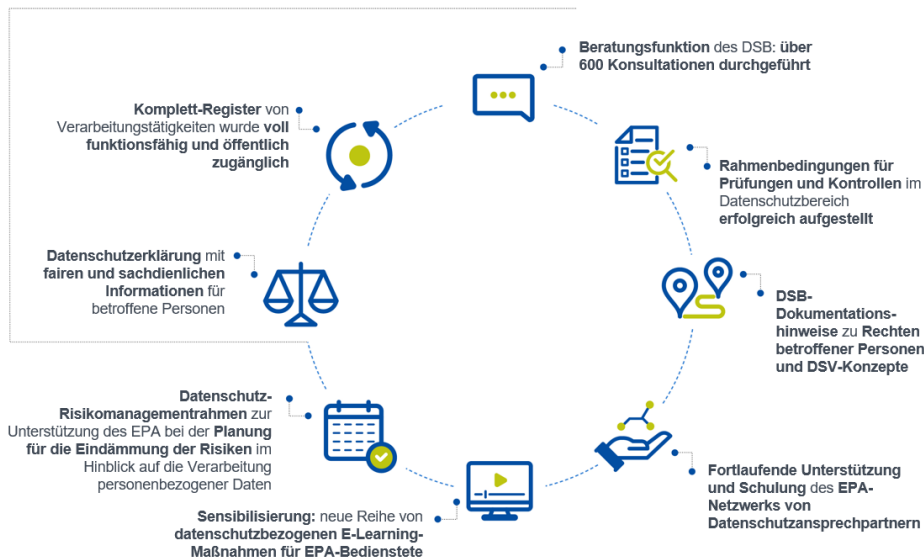 Beratungsfunktion des DSB: über
600 Konsultationen durchgeführt
Rahmenbedingungen für
Prüfungen und Kontrollen im
Datenschutzbereich
erfolgreich aufgestellt
DSB-
Dokumentations-
hinweise zu Rechten
betroffener Personen
und DSV-Konzepte
Fortlaufende Unterstützung
und Schulung des EPA-
Netzwerks von
Datenschutzansprechpartnern
Sensibilisierung: neue Reihe von
datenschutzbezogenen E-Learning-
Maßnahmen für EPA-Bedienstete
Datenschutz-
Risikomanagementrahmen zur
Unterstützung des EPA bei der Planung
für die Eindämmung der Risiken im
Hinblick auf die Verarbeitung
personenbezogener Daten
Datenschutzerklärung mit
fairen und sachdienlichen
Informationen für
betroffene Personen
Komplett-Register von
Verarbeitungstätigkeiten wurde voll
funktionsfähig und öffentlich
zugänglich